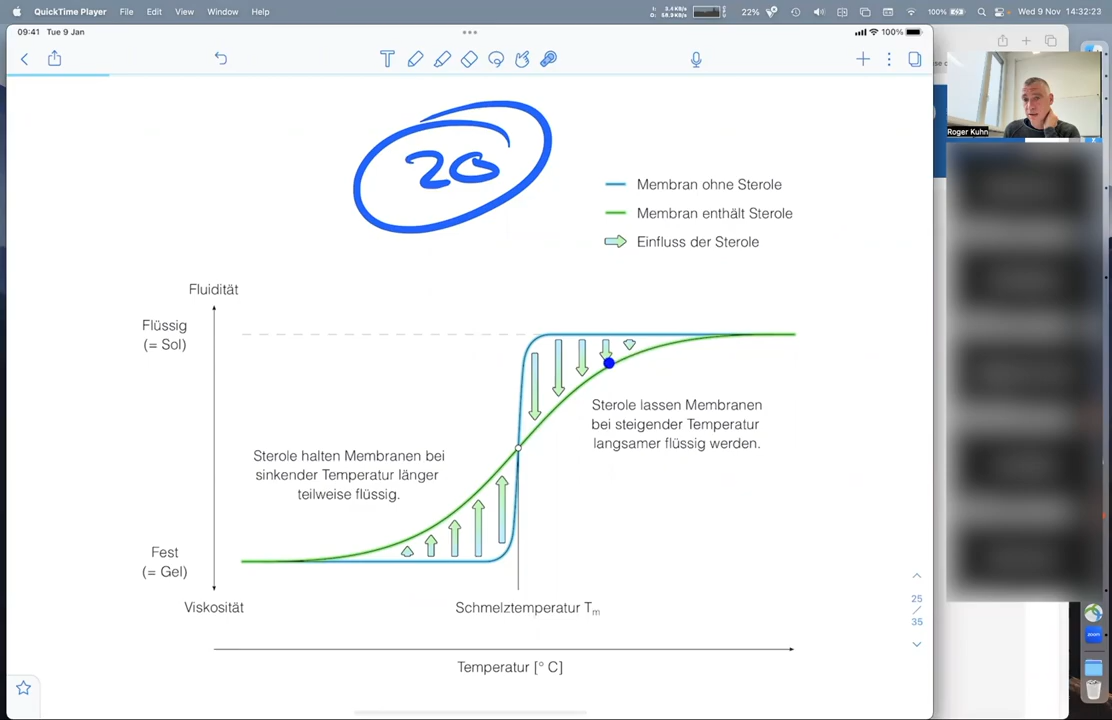 QuickTime Player File Edit View Window Help
22% 100% Wed 9 Nov 14:32:23
09:41 Tue 9 Jan
100%
Roger Kuhn
20
Membran ohne Sterole
Membran enthält Sterole
Einfluss der Sterole
Fluidität
Flüssig
(= Sol)
Sterole lassen Membranen
bei steigender Temperatur
langsamer flüssig werden.
Sterole halten Membranen bei
sinkender Temperatur länger
teilweise flüssig.
Fest
(= Gel)
Viskosität
Schmelztemperatur Tm
Temperatur [° C]
25
/
35
zoom